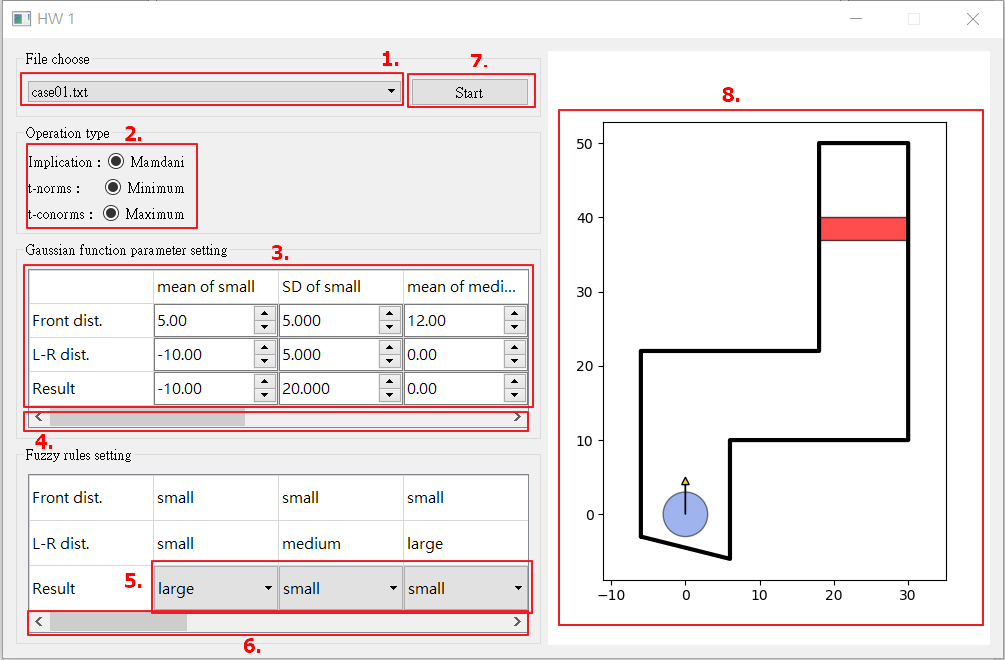 HW 1
File choose
1.
7.
case01.txt
Start
Operation type
2.
Implication : Mamdani
t-norms : Minimum
t-conorms : Maximum
Gaussian function parameter setting
3.
mean of small SD of small mean of medi...
Front dist. 5.00 5.000 12.00
L-R dist. -10.00 5.000 0.00
Result -10.00 20.000 0.00
4.
Fuzzy rules setting
Front dist. small small small
L-R dist. small medium large
5.
Result large small small
6.
8.
50
40
30
20
10
0
-10 0 10 20 30